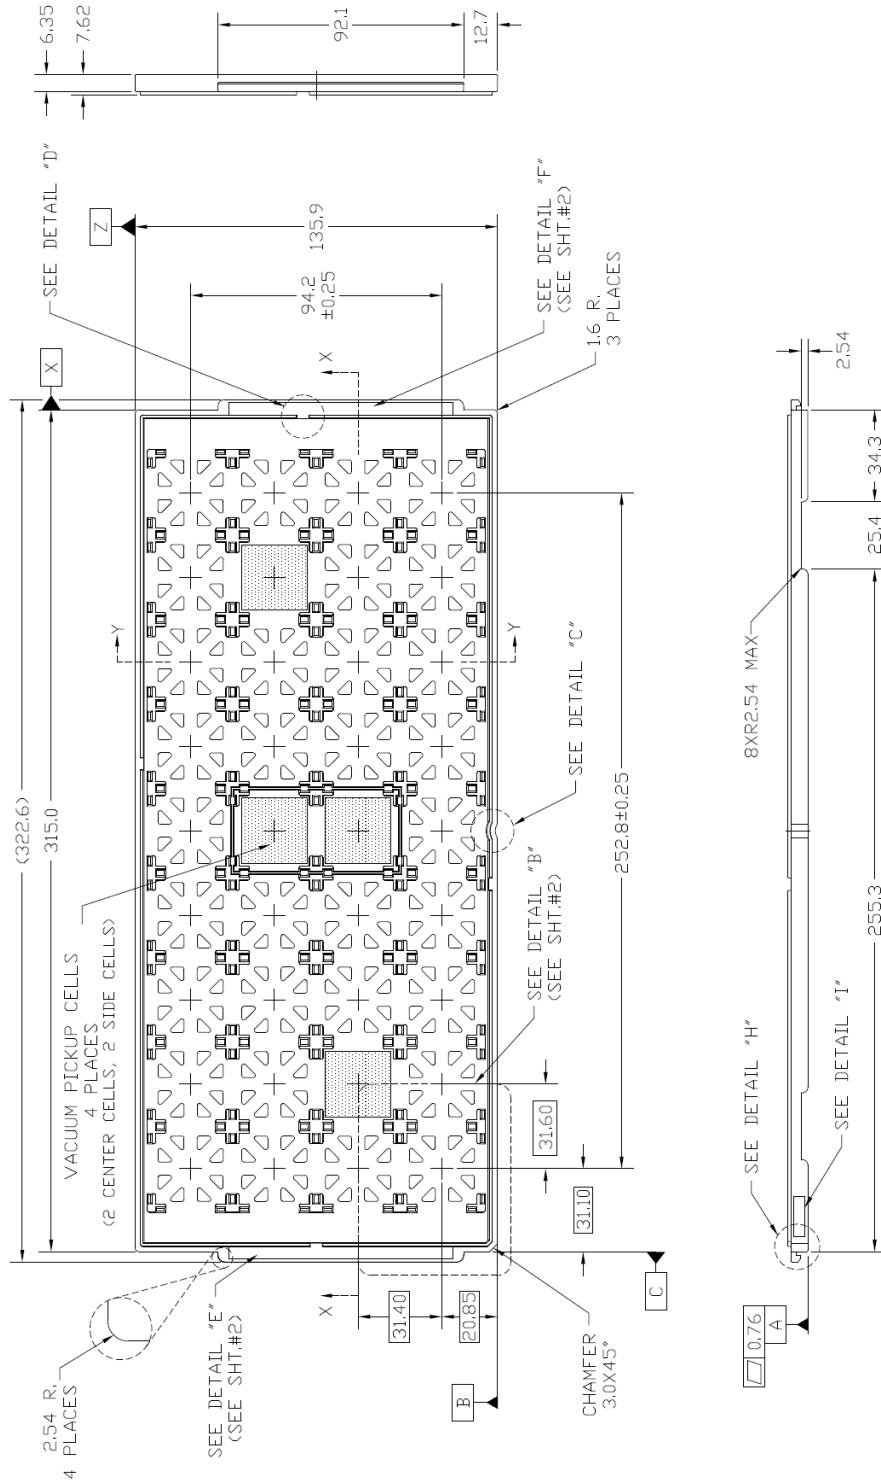 6.35
7.62
92.1
12.7
SEE DETAIL "D"
Z
135.9
94.2
±0.25
SEE DETAIL "F"
(SEE SHT.#2)
1.6 R.
3 PLACES
X
X
(322.6)
315.0
Y
Y
VACUUM PICKUP CELLS
4 PLACES
(2 CENTER CELLS, 2 SIDE CELLS)
SEE DETAIL "C"
252.8±0.25
SEE DETAIL "B"
(SEE SHT.#2)
31.60
31.10
2.54 R.
4 PLACES
SEE DETAIL "E"
(SEE SHT.#2)
X
31.40
20.85
B
C
CHAMFER
3.0X45°
2.54
34.3
25.4
8XR2.54 MAX
255.3
SEE DETAIL "H"
SEE DETAIL "I"
0.76
A